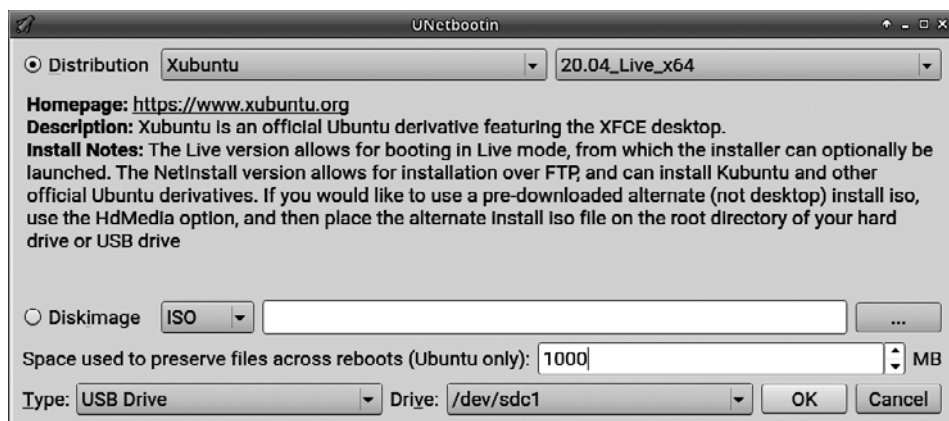 UNetbootin
Distribution Xubuntu 20.04_Live_x64
Homepage: https://www.xubuntu.org
Description: Xubuntu is an official Ubuntu derivative featuring the XFCE desktop.
Install Notes: The Live version allows for booting in Live mode, from which the installer can optionally be
launched. The NetInstall version allows for installation over FTP, and can install Kubuntu and other
official Ubuntu derivatives. If you would like to use a pre-downloaded alternate (not desktop) install iso,
use the HdMedia option, and then place the alternate install iso file on the root directory of your hard
drive or USB drive
Diskimage ISO ...
Space used to preserve files across reboots (Ubuntu only): 1000 MB
Type: USB Drive Drive: /dev/sdc1 OK Cancel